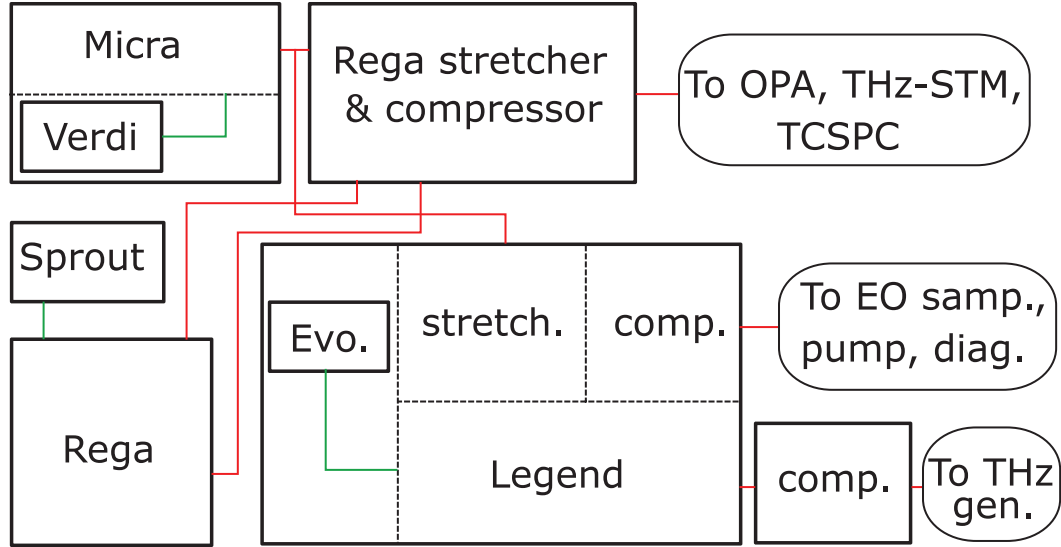 Micra
Verdi
Rega stretcher
& compressor
To OPA, THz-STM,
TCSPC
Sprout
Rega
Evo.
stretch.
comp.
Legend
To EO samp.,
pump, diag.
comp.
To THz
gen.